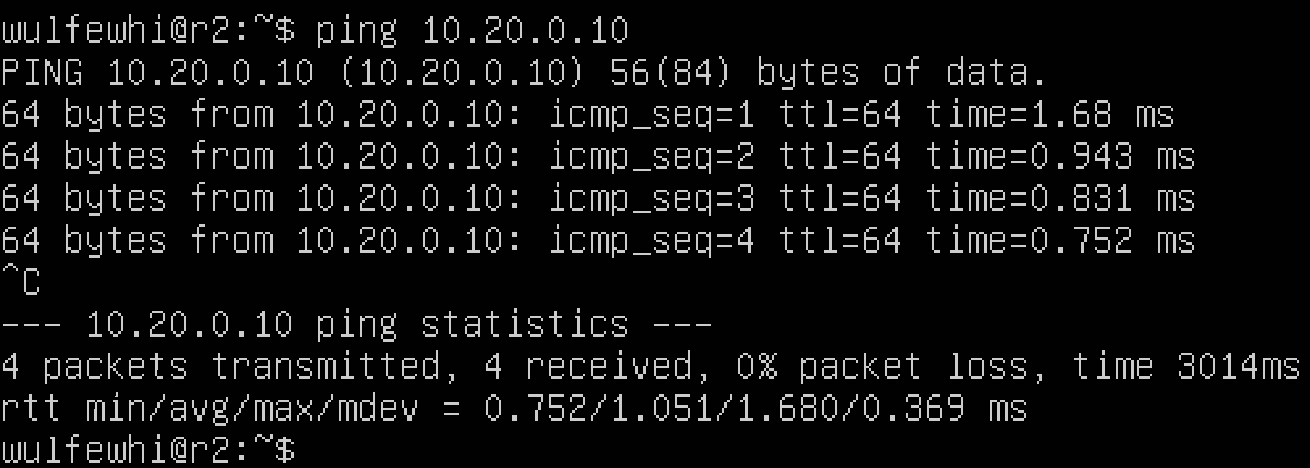 wulfewhi@r2:~$ ping 10.20.0.10
PING 10.20.0.10 (10.20.0.10) 56(84) bytes of data.
64 bytes from 10.20.0.10: icmp_seq=1 ttl=64 time=1.68 ms
64 bytes from 10.20.0.10: icmp_seq=2 ttl=64 time=0.943 ms
64 bytes from 10.20.0.10: icmp_seq=3 ttl=64 time=0.831 ms
64 bytes from 10.20.0.10: icmp_seq=4 ttl=64 time=0.752 ms
^C
--- 10.20.0.10 ping statistics ---
4 packets transmitted, 4 received, 0% packet loss, time 3014ms
rtt min/avg/max/mdev = 0.752/1.051/1.680/0.369 ms
wulfewhi@r2:~$